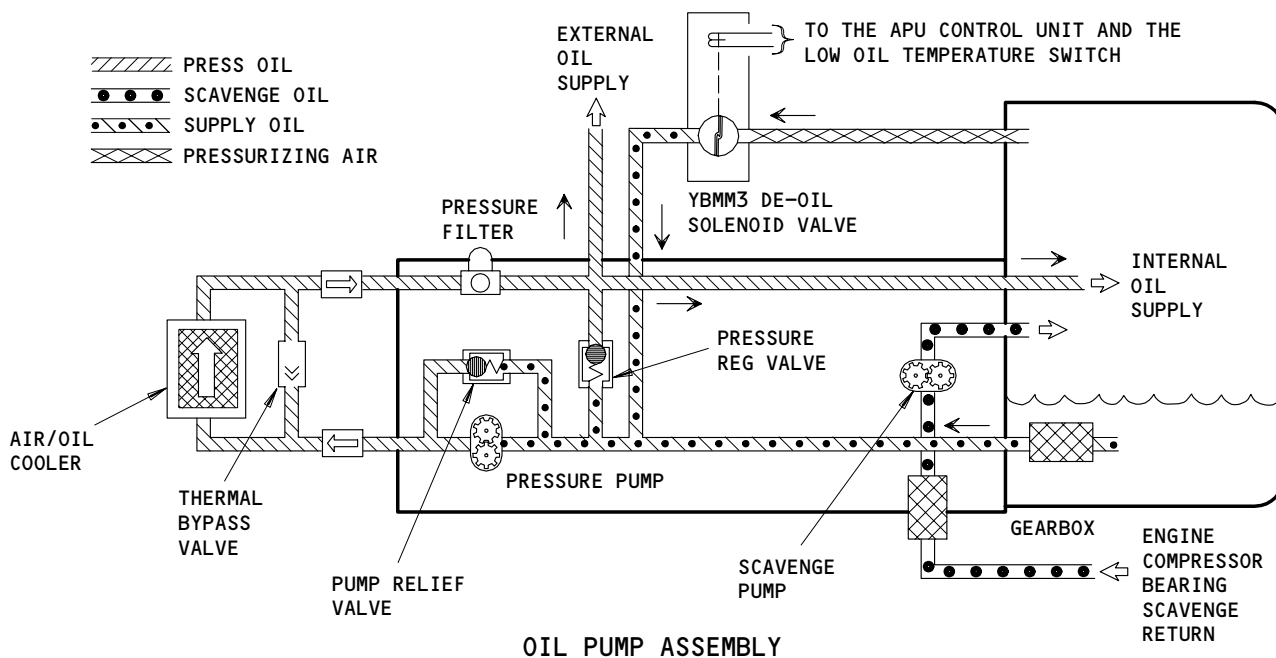 PRESS OIL
SCAVENGE OIL
SUPPLY OIL
PRESSURIZING AIR
EXTERNAL
OIL
SUPPLY
TO THE APU CONTROL UNIT AND THE
LOW OIL TEMPERATURE SWITCH
YBMM3 DE-OIL
SOLENOID VALVE
PRESSURE
FILTER
INTERNAL
OIL
SUPPLY
PRESSURE
REG VALVE
AIR/OIL
COOLER
THERMAL
BYPASS
VALVE
PRESSURE PUMP
PUMP RELIEF
VALVE
SCAVENGE
PUMP
GEARBOX
ENGINE
COMPRESSOR
BEARING
SCAVENGE
RETURN
OIL PUMP ASSEMBLY